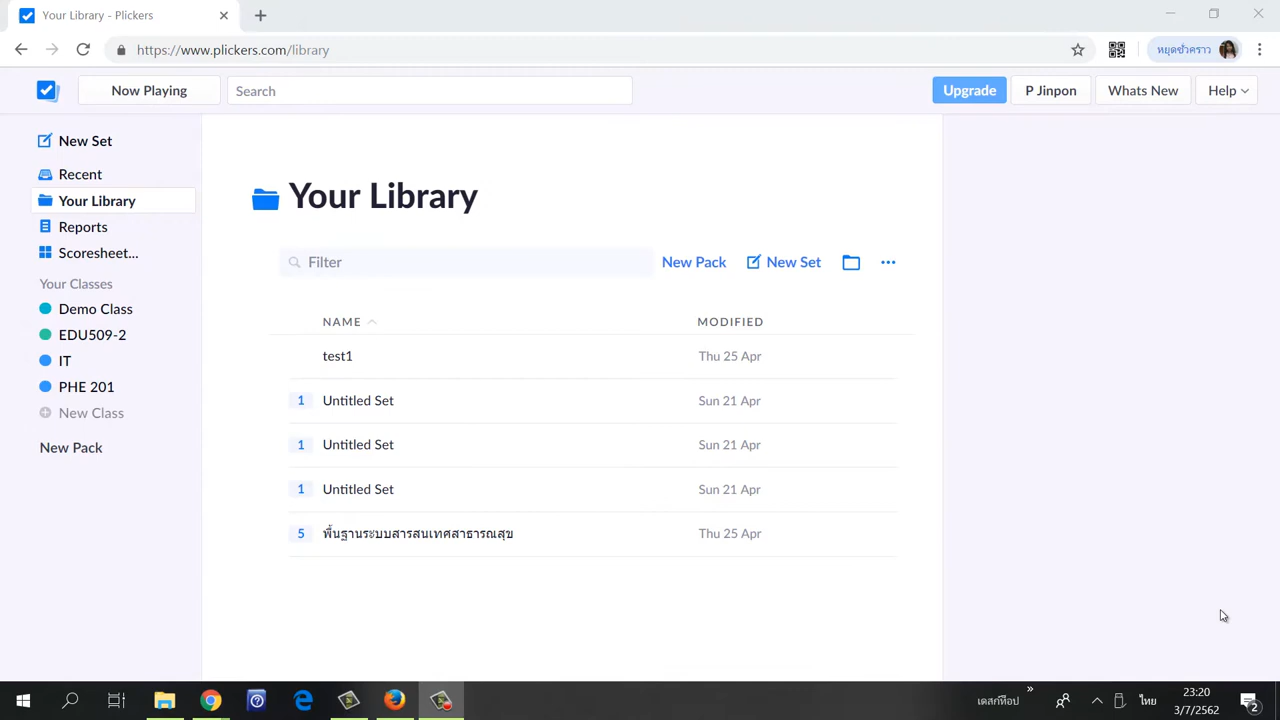 Your Library - Plickers
https://www.plickers.com/library
หยุดชั่วคราว
Now Playing
Search
Upgrade
P Jinpon
Whats New
Help
New Set
Recent
Your Library
Reports
Scoresheet...
Your Classes
Demo Class
EDU509-2
IT
PHE 201
New Class
New Pack
Your Library
Filter
New Pack
New Set
NAME
MODIFIED
test1
Thu 25 Apr
1
Untitled Set
Sun 21 Apr
1
Untitled Set
Sun 21 Apr
1
Untitled Set
Sun 21 Apr
5
พื้นฐานระบบสารสนเทศสาธารณสุข
Thu 25 Apr
เดสก์ท็อป
ไทย
23:20
3/7/2562
2